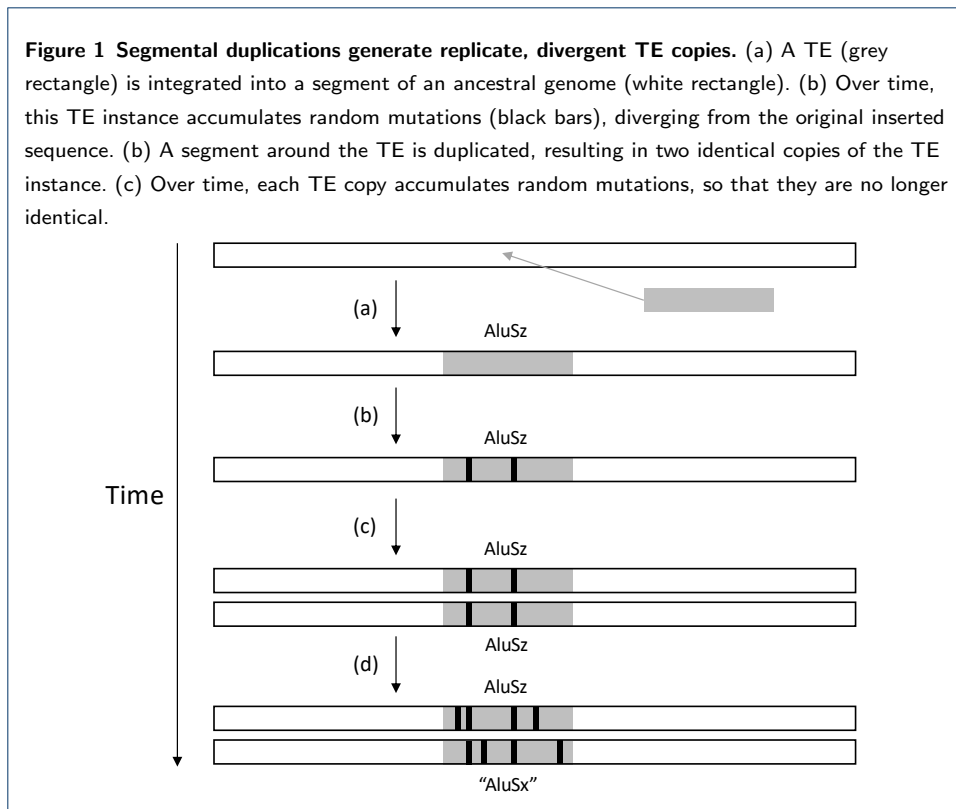 Figure 1 Segmental duplications generate replicate, divergent TE copies. (a) A TE (grey
rectangle) is integrated into a segment of an ancestral genome (white rectangle). (b) Over time,
this TE instance accumulates random mutations (black bars), diverging from the original inserted
sequence. (b) A segment around the TE is duplicated, resulting in two identical copies of the TE
instance. (c) Over time, each TE copy accumulates random mutations, so that they are no longer
identical.
(a)
AluSz
(b)
AluSz
Time
(c)
AluSz
AluSz
(d)
AluSz
“AluSx”